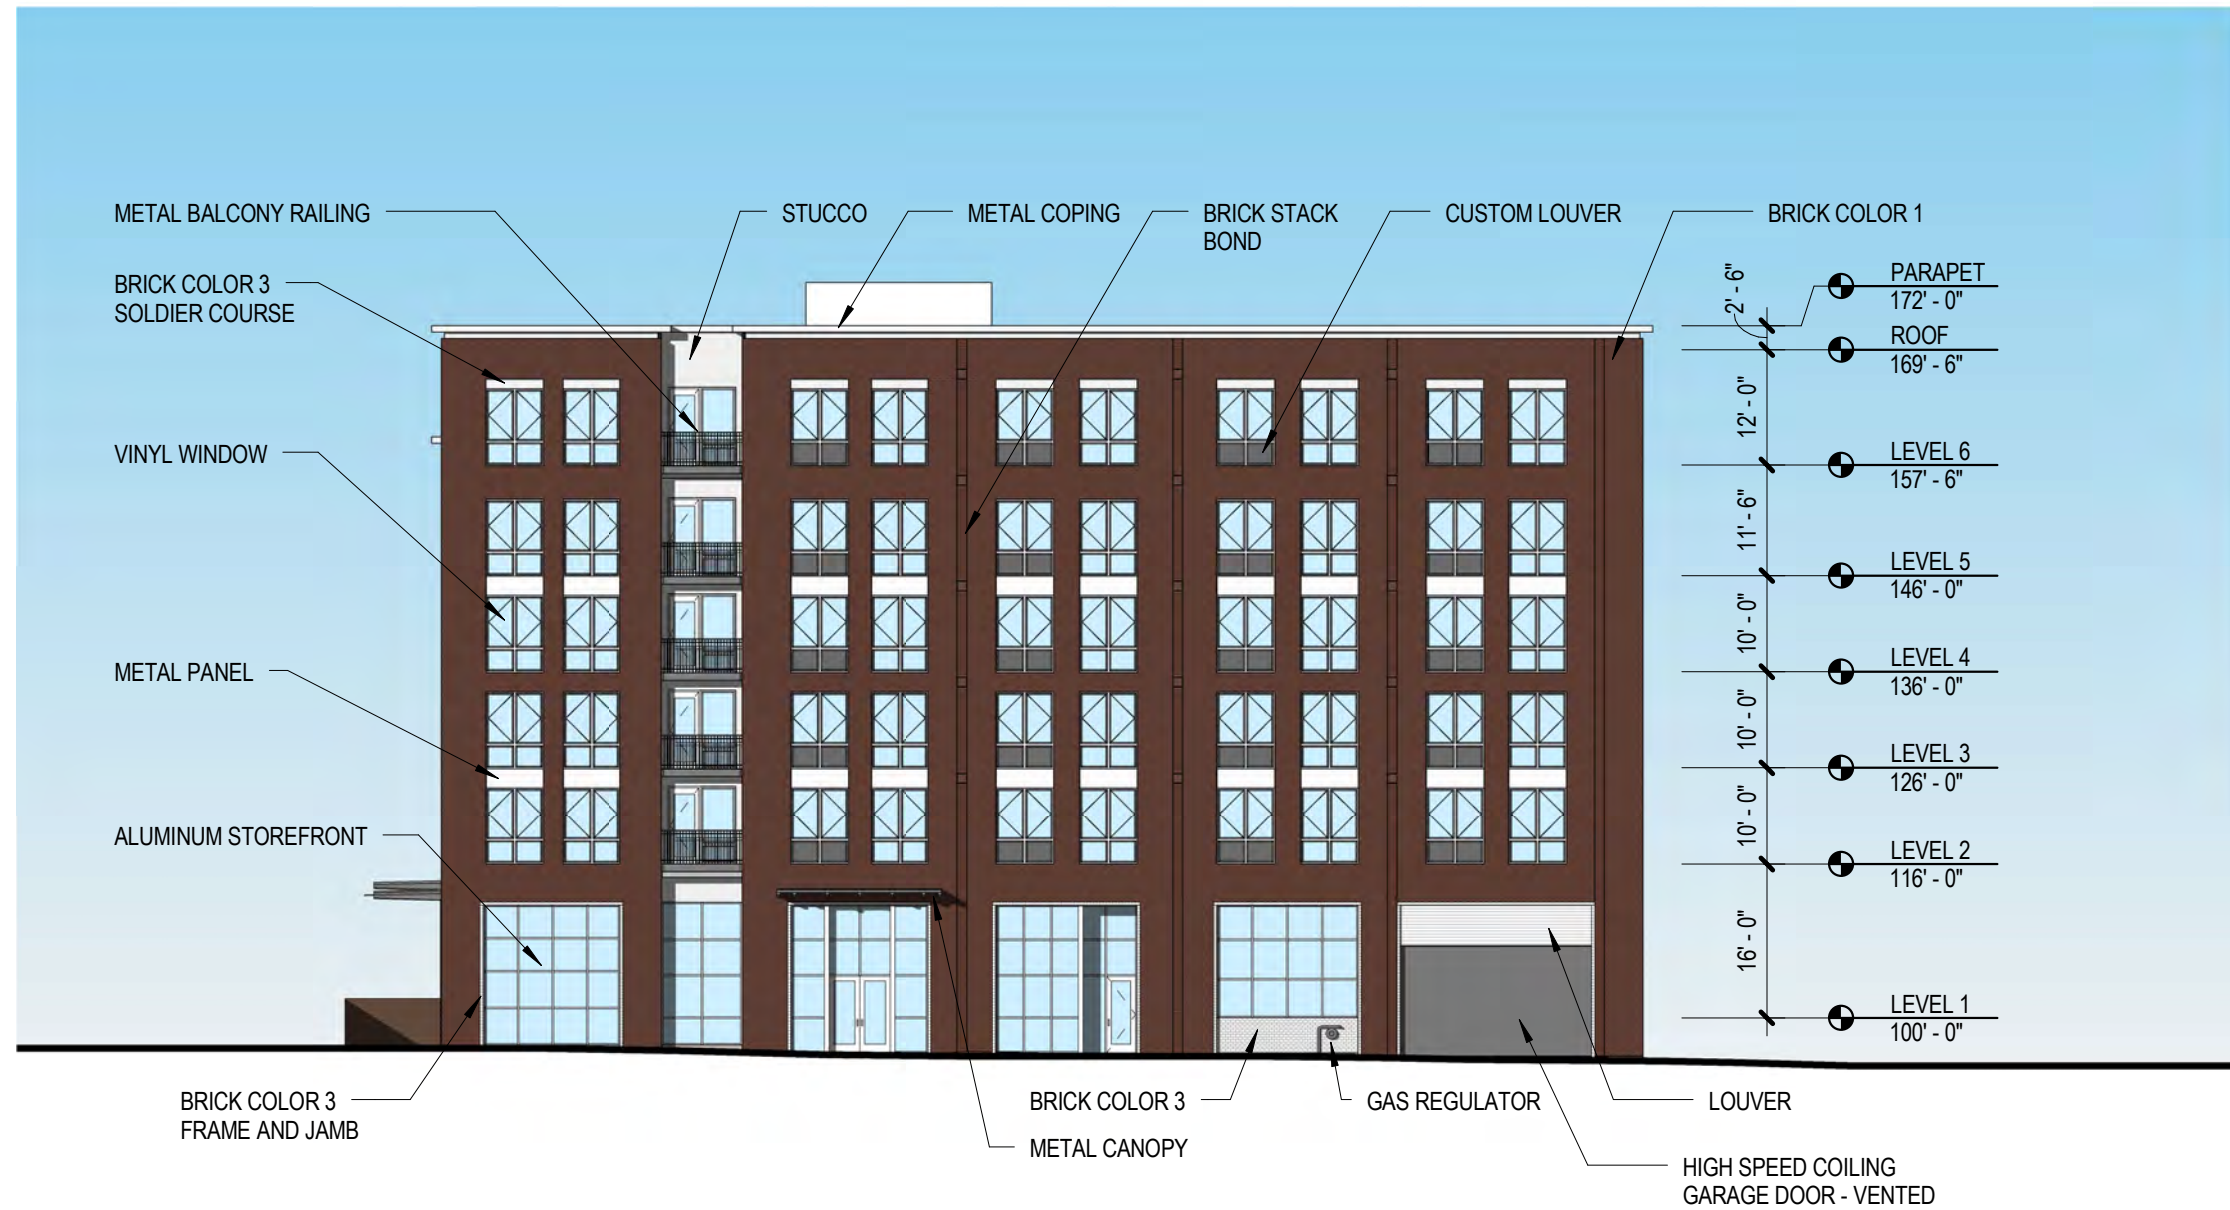 METAL BALCONY RAILING
STUCCO
METAL COPING
BRICK STACK
BOND
CUSTOM LOUVER
BRICK COLOR 1
BRICK COLOR 3
SOLDIER COURSE
VINYL WINDOW
METAL PANEL
ALUMINUM STOREFRONT
2' - 6"
PARAPET
172' - 0"
ROOF
169' - 6"
12' - 0"
LEVEL 6
157' - 6"
11' - 6"
LEVEL 5
146' - 0"
10' - 0"
LEVEL 4
136' - 0"
10' - 0"
LEVEL 3
126' - 0"
10' - 0"
LEVEL 2
116' - 0"
16' - 0"
LEVEL 1
100' - 0"
BRICK COLOR 3
FRAME AND JAMB
BRICK COLOR 3
GAS REGULATOR
LOUVER
METAL CANOPY
HIGH SPEED COILING
GARAGE DOOR - VENTED